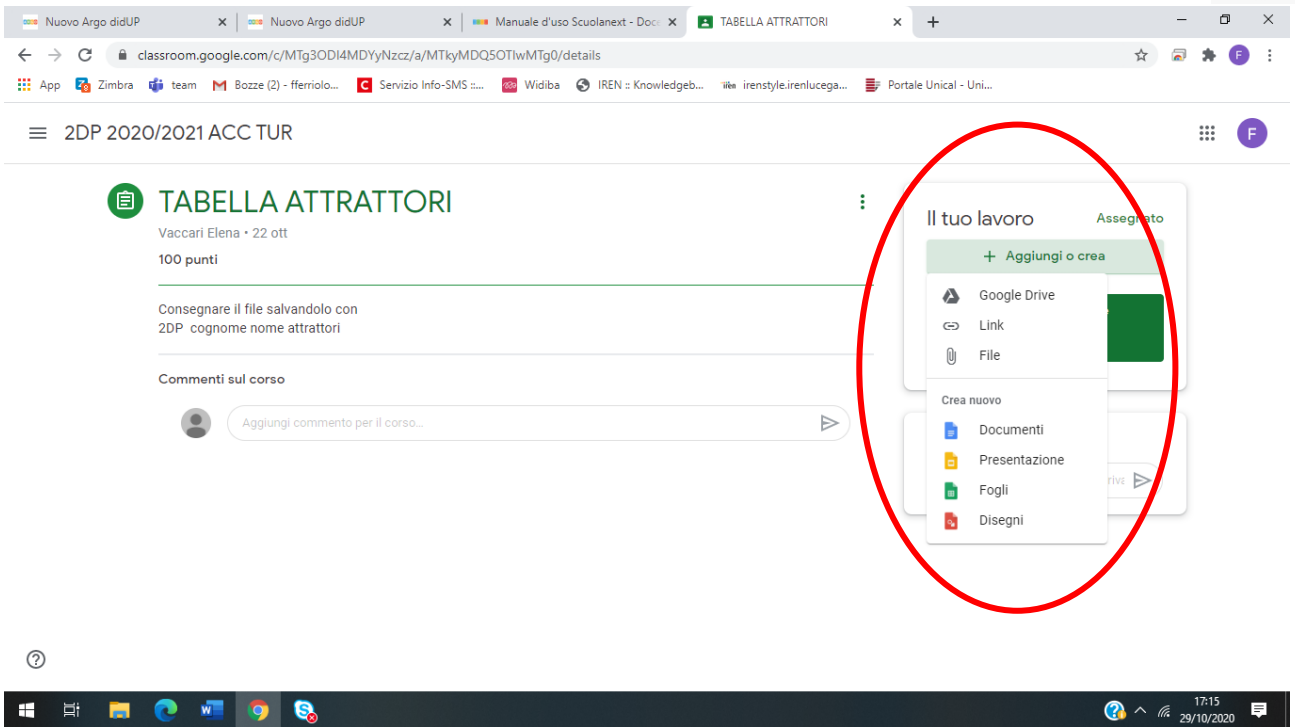 Nuovo Argo didUP
Nuovo Argo didUP
Manuale d'uso Scuolanext - Doce
TABELLA ATTRATTORI
classroom.google.com/c/MTg3ODI4MDYyNzcz/a/MTkyMDQ5OTIwMTg0/details
App
Zimbra
team
Bozze (2) - fferriolo...
Servizio Info-SMS ::...
Widiba
IREN :: Knowledgeb...
irenstyle.irenlucega...
Portale Unical - Uni...
2DP 2020/2021 ACC TUR
F
TABELLA ATTRATTORI
Vaccari Elena • 22 ott
100 punti
Consegnare il file salvandolo con
2DP cognome nome attrattori
Commenti sul corso
Aggiungi commento per il corso...
Il tuo lavoro
Assegnato
+ Aggiungi o crea
Google Drive
Link
File
Crea nuovo
Documenti
Presentazione
Fogli
Disegni
17:15
29/10/2020